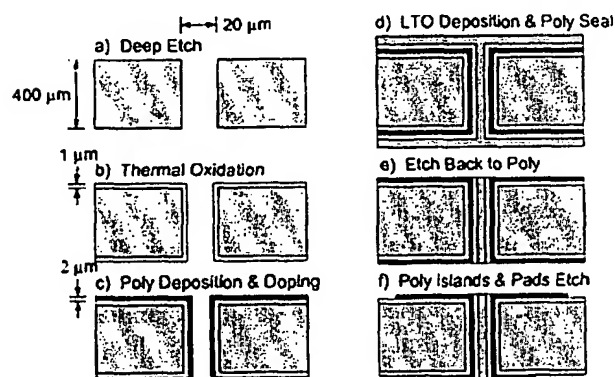 20 μm
a) Deep Etch
400 μm
1 μm
b) Thermal Oxidation
2 μm
c) Poly Deposition & Doping
d) LTO Deposition & Poly Seal
e) Etch Back to Poly
f) Poly Islands & Pads Etch